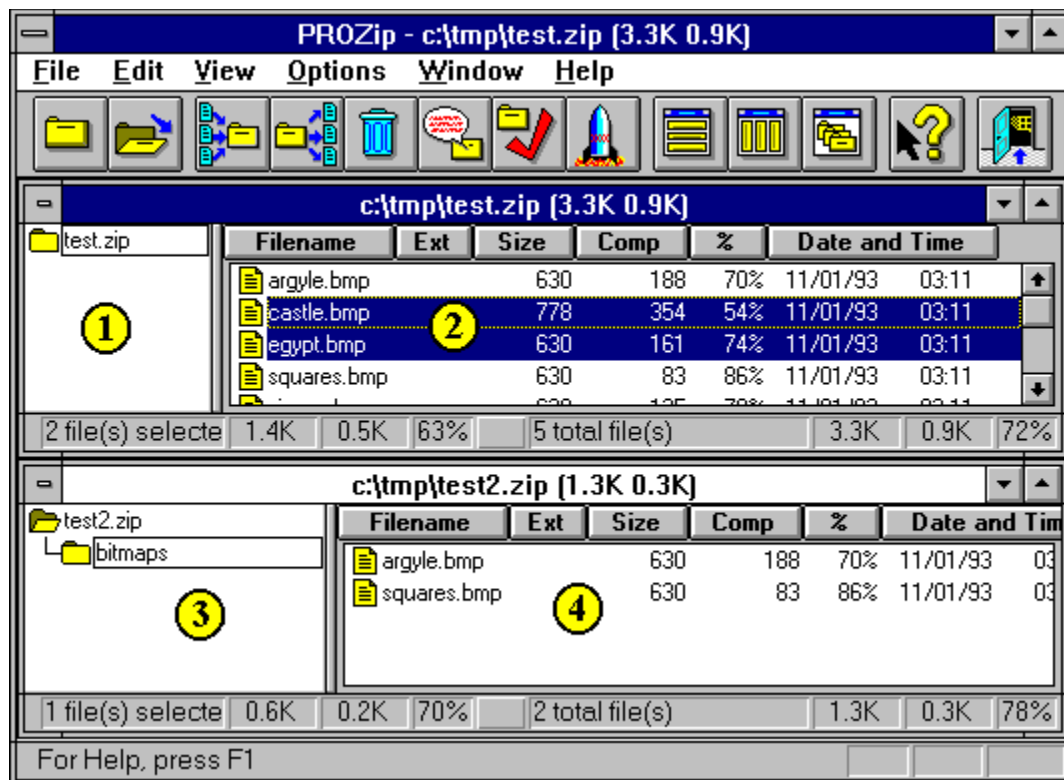 PROZip - c:\tmp\test.zip (3.3K 0.9K)
File Edit View Options Window Help
c:\tmp\test.zip (3.3K 0.9K)
test.zip
Filename Ext Size Comp % Date and Time
argyle.bmp 630 188 70% 11/01/93 03:11
castle.bmp 778 354 54% 11/01/93 03:11
egypt.bmp 630 161 74% 11/01/93 03:11
squares.bmp 630 83 86% 11/01/93 03:11
1
2
2 file(s) selecte 1.4K 0.5K 63% 5 total file(s) 3.3K 0.9K 72%
c:\tmp\test2.zip (1.3K 0.3K)
test2.zip
bitmaps
Filename Ext Size Comp % Date and Tim
argyle.bmp 630 188 70% 11/01/93 03
squares.bmp 630 83 86% 11/01/93 03
3
4
1 file(s) selecte 0.6K 0.2K 70% 2 total file(s) 1.3K 0.3K 78%
For Help, press F1